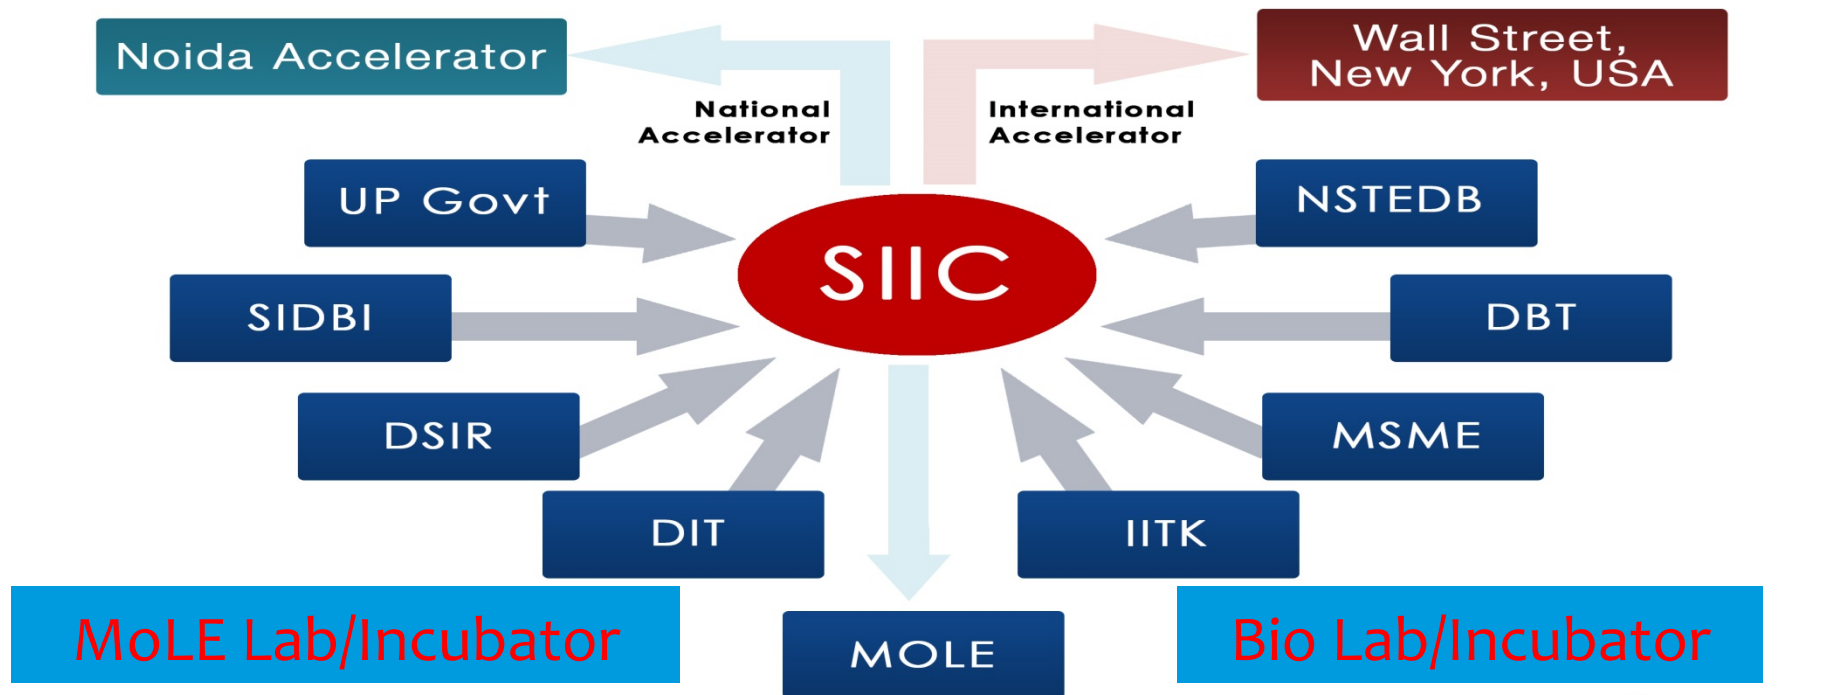 Noida Accelerator
Wall Street,
New York, USA
National
Accelerator
International
Accelerator
UP Govt
NSTEDB
SIIC
SIDBI
DBT
DSIR
MSME
DIT
IITK
MoLE Lab/Incubator
MOLE
Bio Lab/Incubator